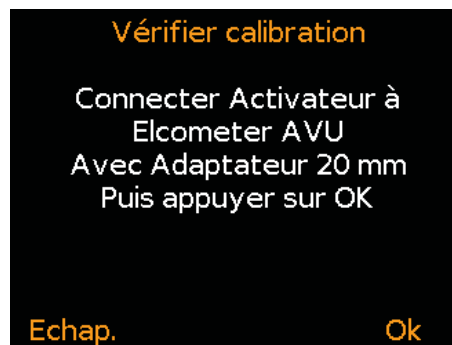 Vérifier calibration
Connecter Activateur à
Elcometer AVU
Avec Adaptateur 20 mm
Puis appuyer sur OK
Echap.
Ok